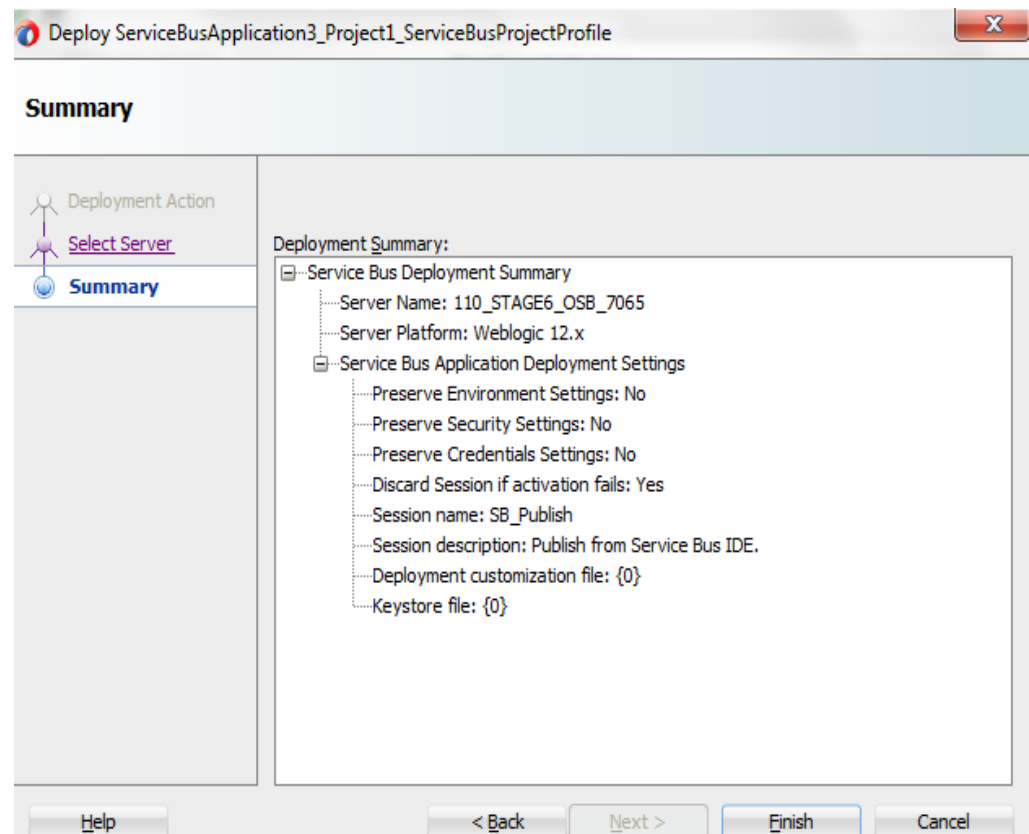 Deploy ServiceBusApplication3_Project1_ServiceBusProjectProfile
X
Summary
Deployment Action
Select Server
Summary
Deployment Summary:
Service Bus Deployment Summary
Server Name: 110_STAGE6_OSB_7065
Server Platform: Weblogic 12.x
Service Bus Application Deployment Settings
Preserve Environment Settings: No
Preserve Security Settings: No
Preserve Credentials Settings: No
Discard Session if activation fails: Yes
Session name: SB_Publish
Session description: Publish from Service Bus IDE.
Deployment customization file: {0}
Keystore file: {0}
Help
< Back
Next >
Finish
Cancel